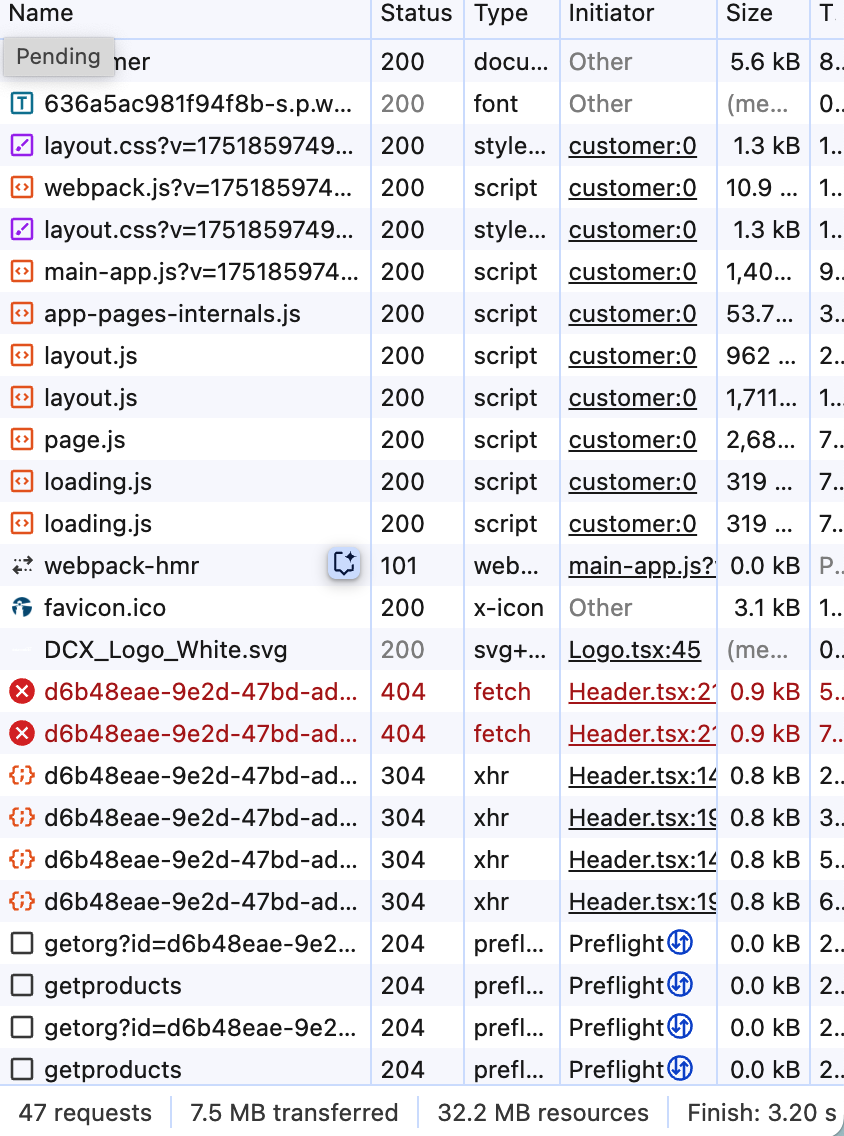 Name Status Type Initiator Size T.
Pending mer 200 docu... Other 5.6 kB 8..
636a5ac981f94f8b-s.p.w... 200 font Other (me... 0..
layout.css?v=1751859749... 200 style... customer:0 1.3 kB 1...
webpack.js?v=175185974... 200 script customer:0 10.9 ... 1...
layout.css?v=1751859749... 200 style... customer:0 1.3 kB 1...
main-app.js?v=175185974... 200 script customer:0 1,40... 9..
app-pages-internals.js 200 script customer:0 53.7... 3..
layout.js 200 script customer:0 962 ... 2..
layout.js 200 script customer:0 1,711... 1...
page.js 200 script customer:0 2,68... 7..
loading.js 200 script customer:0 319 ... 7..
loading.js 200 script customer:0 319 ... 7..
webpack-hmr 101 web... main-app.js? 0.0 kB P..
favicon.ico 200 x-icon Other 3.1 kB 1...
DCX_Logo_White.svg 200 svg+... Logo.tsx:45 (me... 0..
d6b48eae-9e2d-47bd-ad... 404 fetch Header.tsx:21 0.9 kB 5..
d6b48eae-9e2d-47bd-ad... 404 fetch Header.tsx:21 0.9 kB 7..
d6b48eae-9e2d-47bd-ad... 304 xhr Header.tsx:14 0.8 kB 2..
d6b48eae-9e2d-47bd-ad... 304 xhr Header.tsx:19 0.8 kB 3..
d6b48eae-9e2d-47bd-ad... 304 xhr Header.tsx:14 0.8 kB 5..
d6b48eae-9e2d-47bd-ad... 304 xhr Header.tsx:19 0.8 kB 6..
getorg?id=d6b48eae-9e2... 204 prefl... Preflight 0.0 kB 2..
getproducts 204 prefl... Preflight 0.0 kB 2..
getorg?id=d6b48eae-9e2... 204 prefl... Preflight 0.0 kB 2..
getproducts 204 prefl... Preflight 0.0 kB 2..
47 requests 7.5 MB transferred 32.2 MB resources Finish: 3.20 s